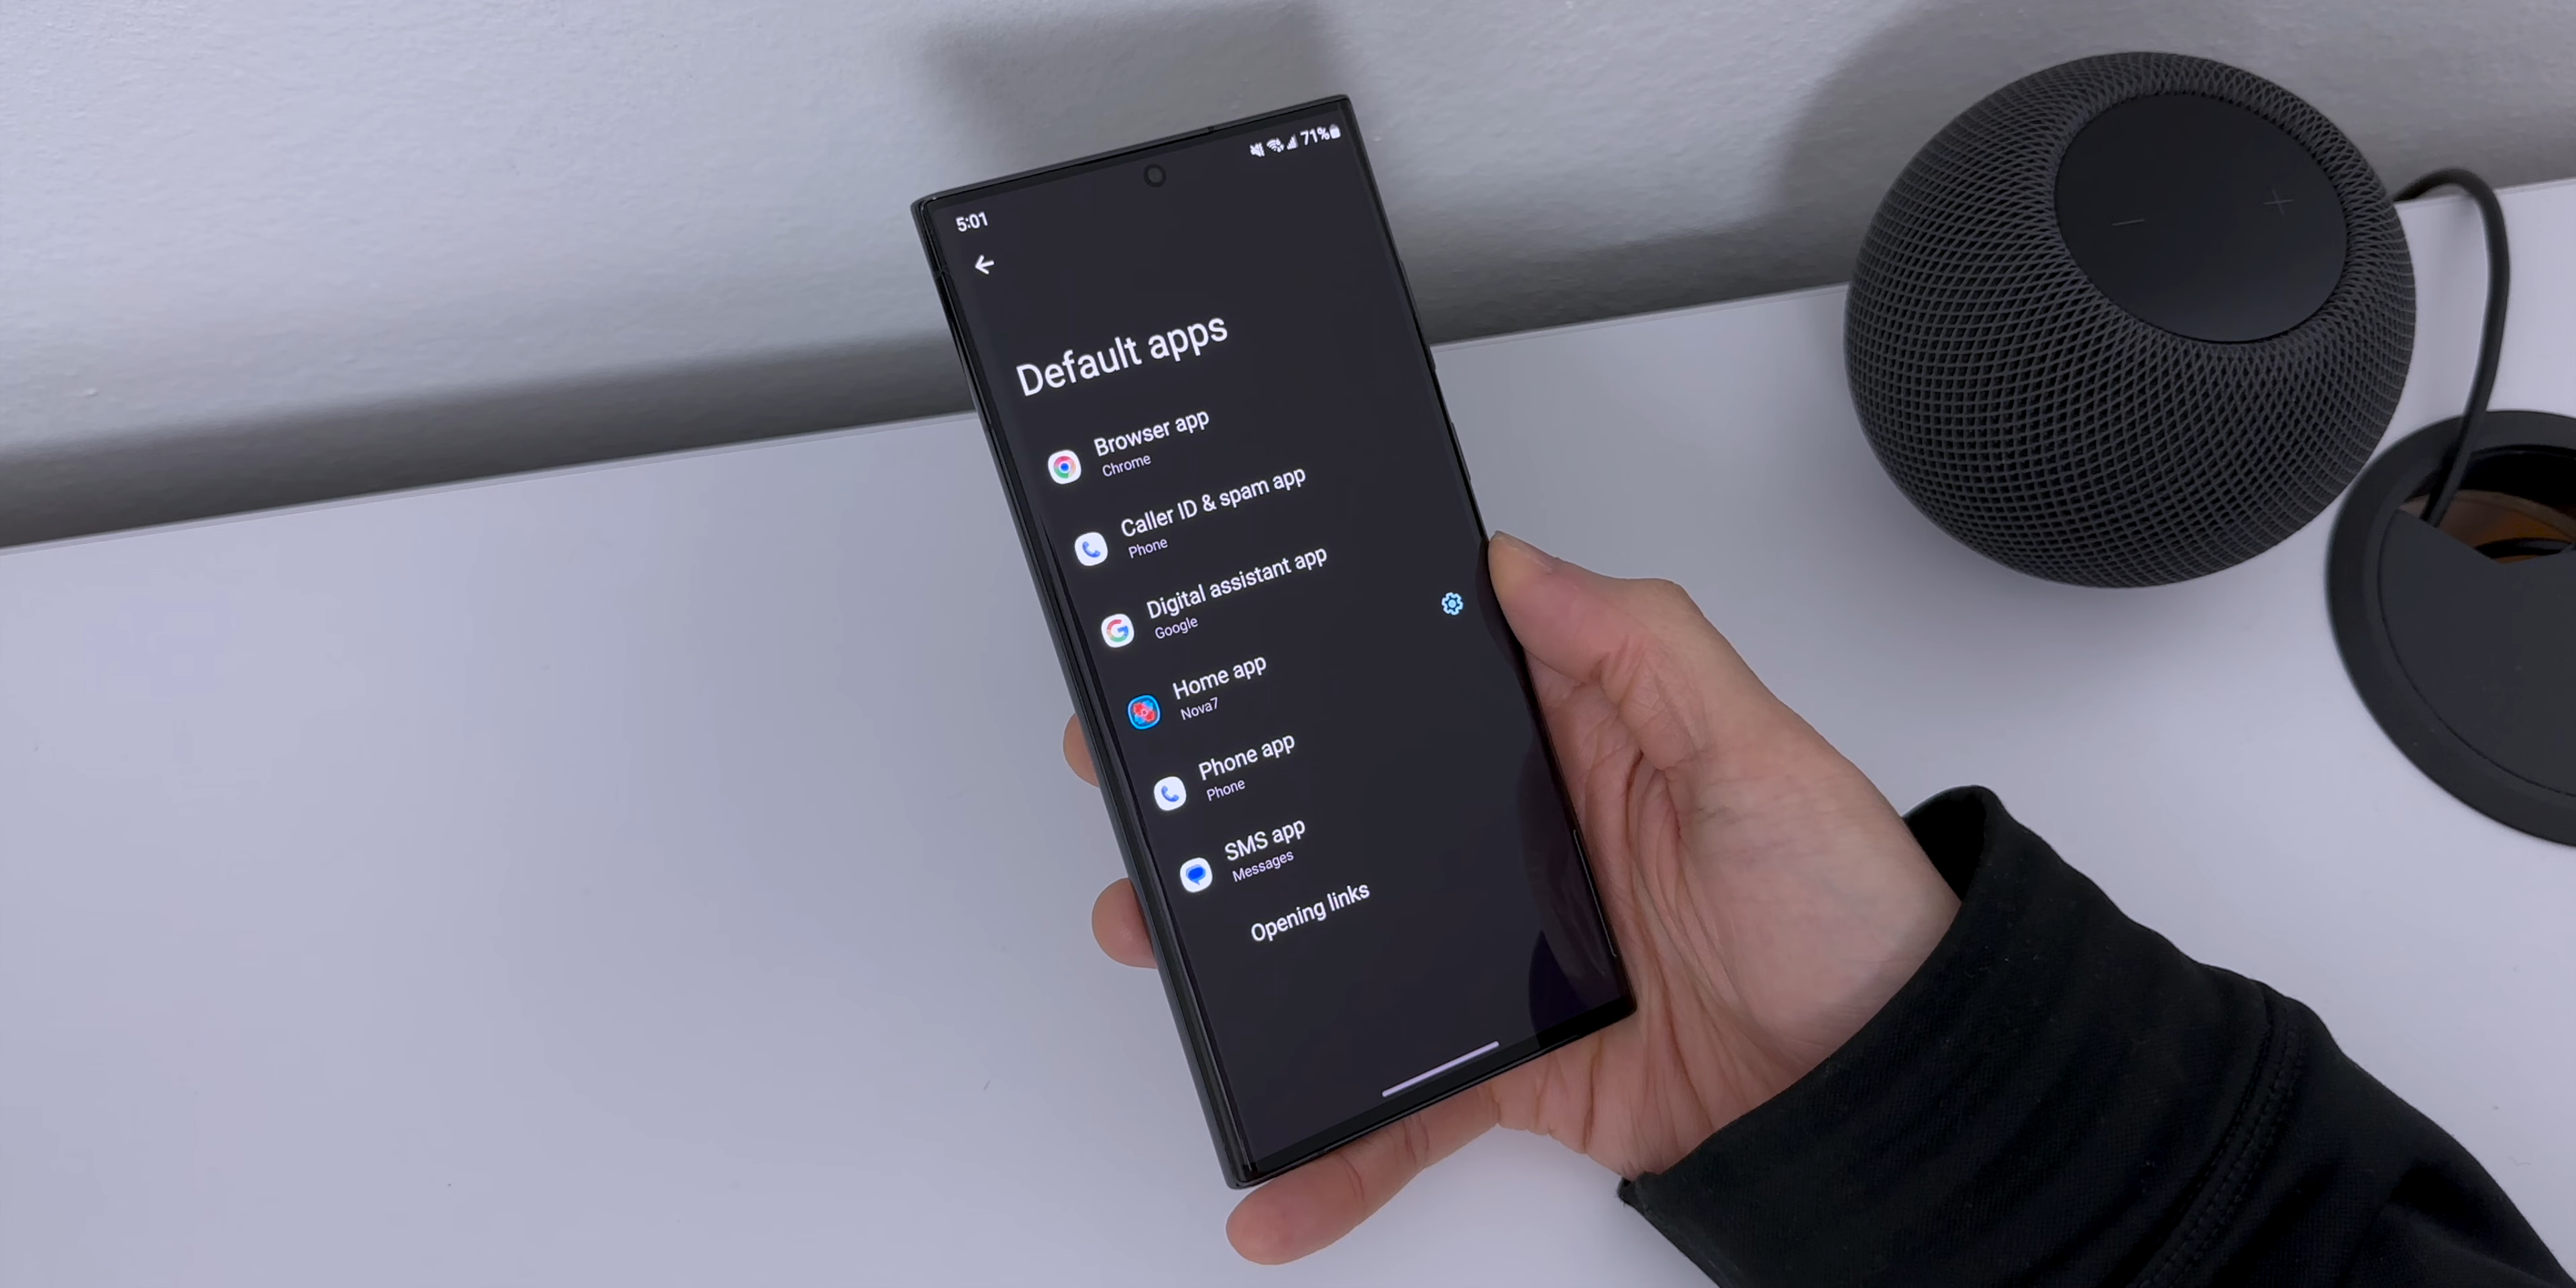 5:01
71%
Default apps
Browser app
Chrome
Caller ID & spam app
Phone
Digital assistant app
Google
Home app
Nova7
Phone app
Phone
SMS app
Messages
Opening links